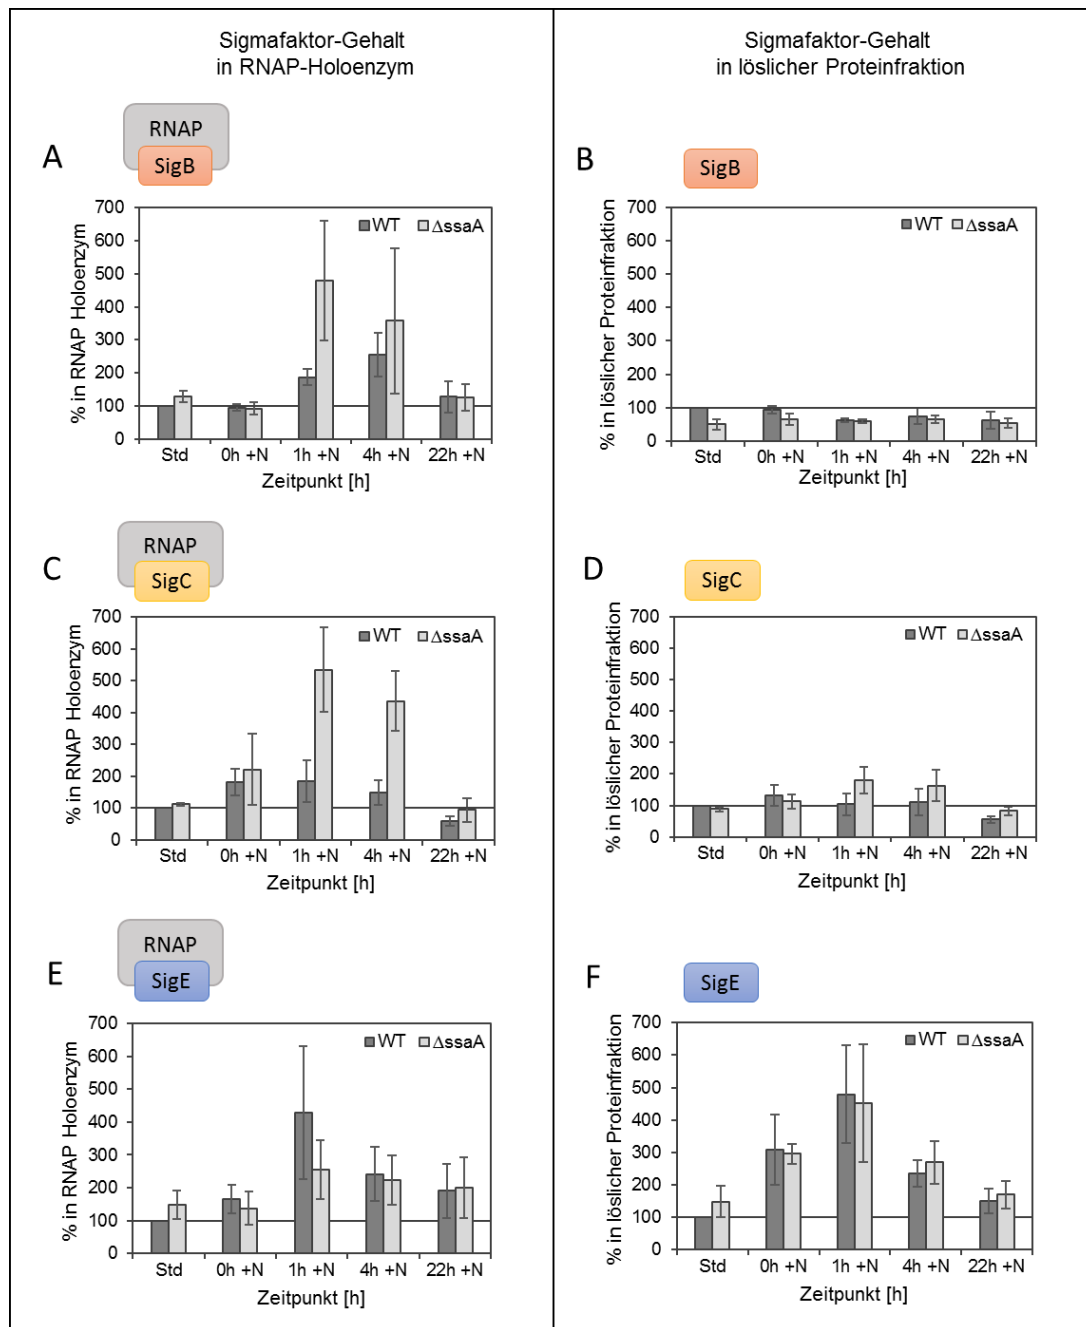 Sigmafaktor-Gehalt
in RNAP-Holoenzym
Sigmafaktor-Gehalt
in löslicher Proteinfraktion
A
RNAP
SigB
% in RNAP Holoenzym
700
600
500
400
300
200
100
0
WT ΔssaA
Std 0h +N 1h +N 4h +N 22h +N
Zeitpunkt [h]
B
SigB
% in löslicher Proteinfraktion
700
600
500
400
300
200
100
0
WT ΔssaA
Std 0h +N 1h +N 4h +N 22h +N
Zeitpunkt [h]
C
RNAP
SigC
% in RNAP Holoenzym
700
600
500
400
300
200
100
0
WT ΔssaA
Std 0h +N 1h +N 4h +N 22h +N
Zeitpunkt [h]
D
SigC
% in löslicher Proteinfraktion
700
600
500
400
300
200
100
0
WT ΔssaA
Std 0h +N 1h +N 4h +N 22h +N
Zeitpunkt [h]
E
RNAP
SigE
% in RNAP Holoenzym
700
600
500
400
300
200
100
0
WT ΔssaA
Std 0h +N 1h +N 4h +N 22h +N
Zeitpunkt [h]
F
SigE
% in löslicher Proteinfraktion
700
600
500
400
300
200
100
0
WT ΔssaA
Std 0h +N 1h +N 4h +N 22h +N
Zeitpunkt [h]